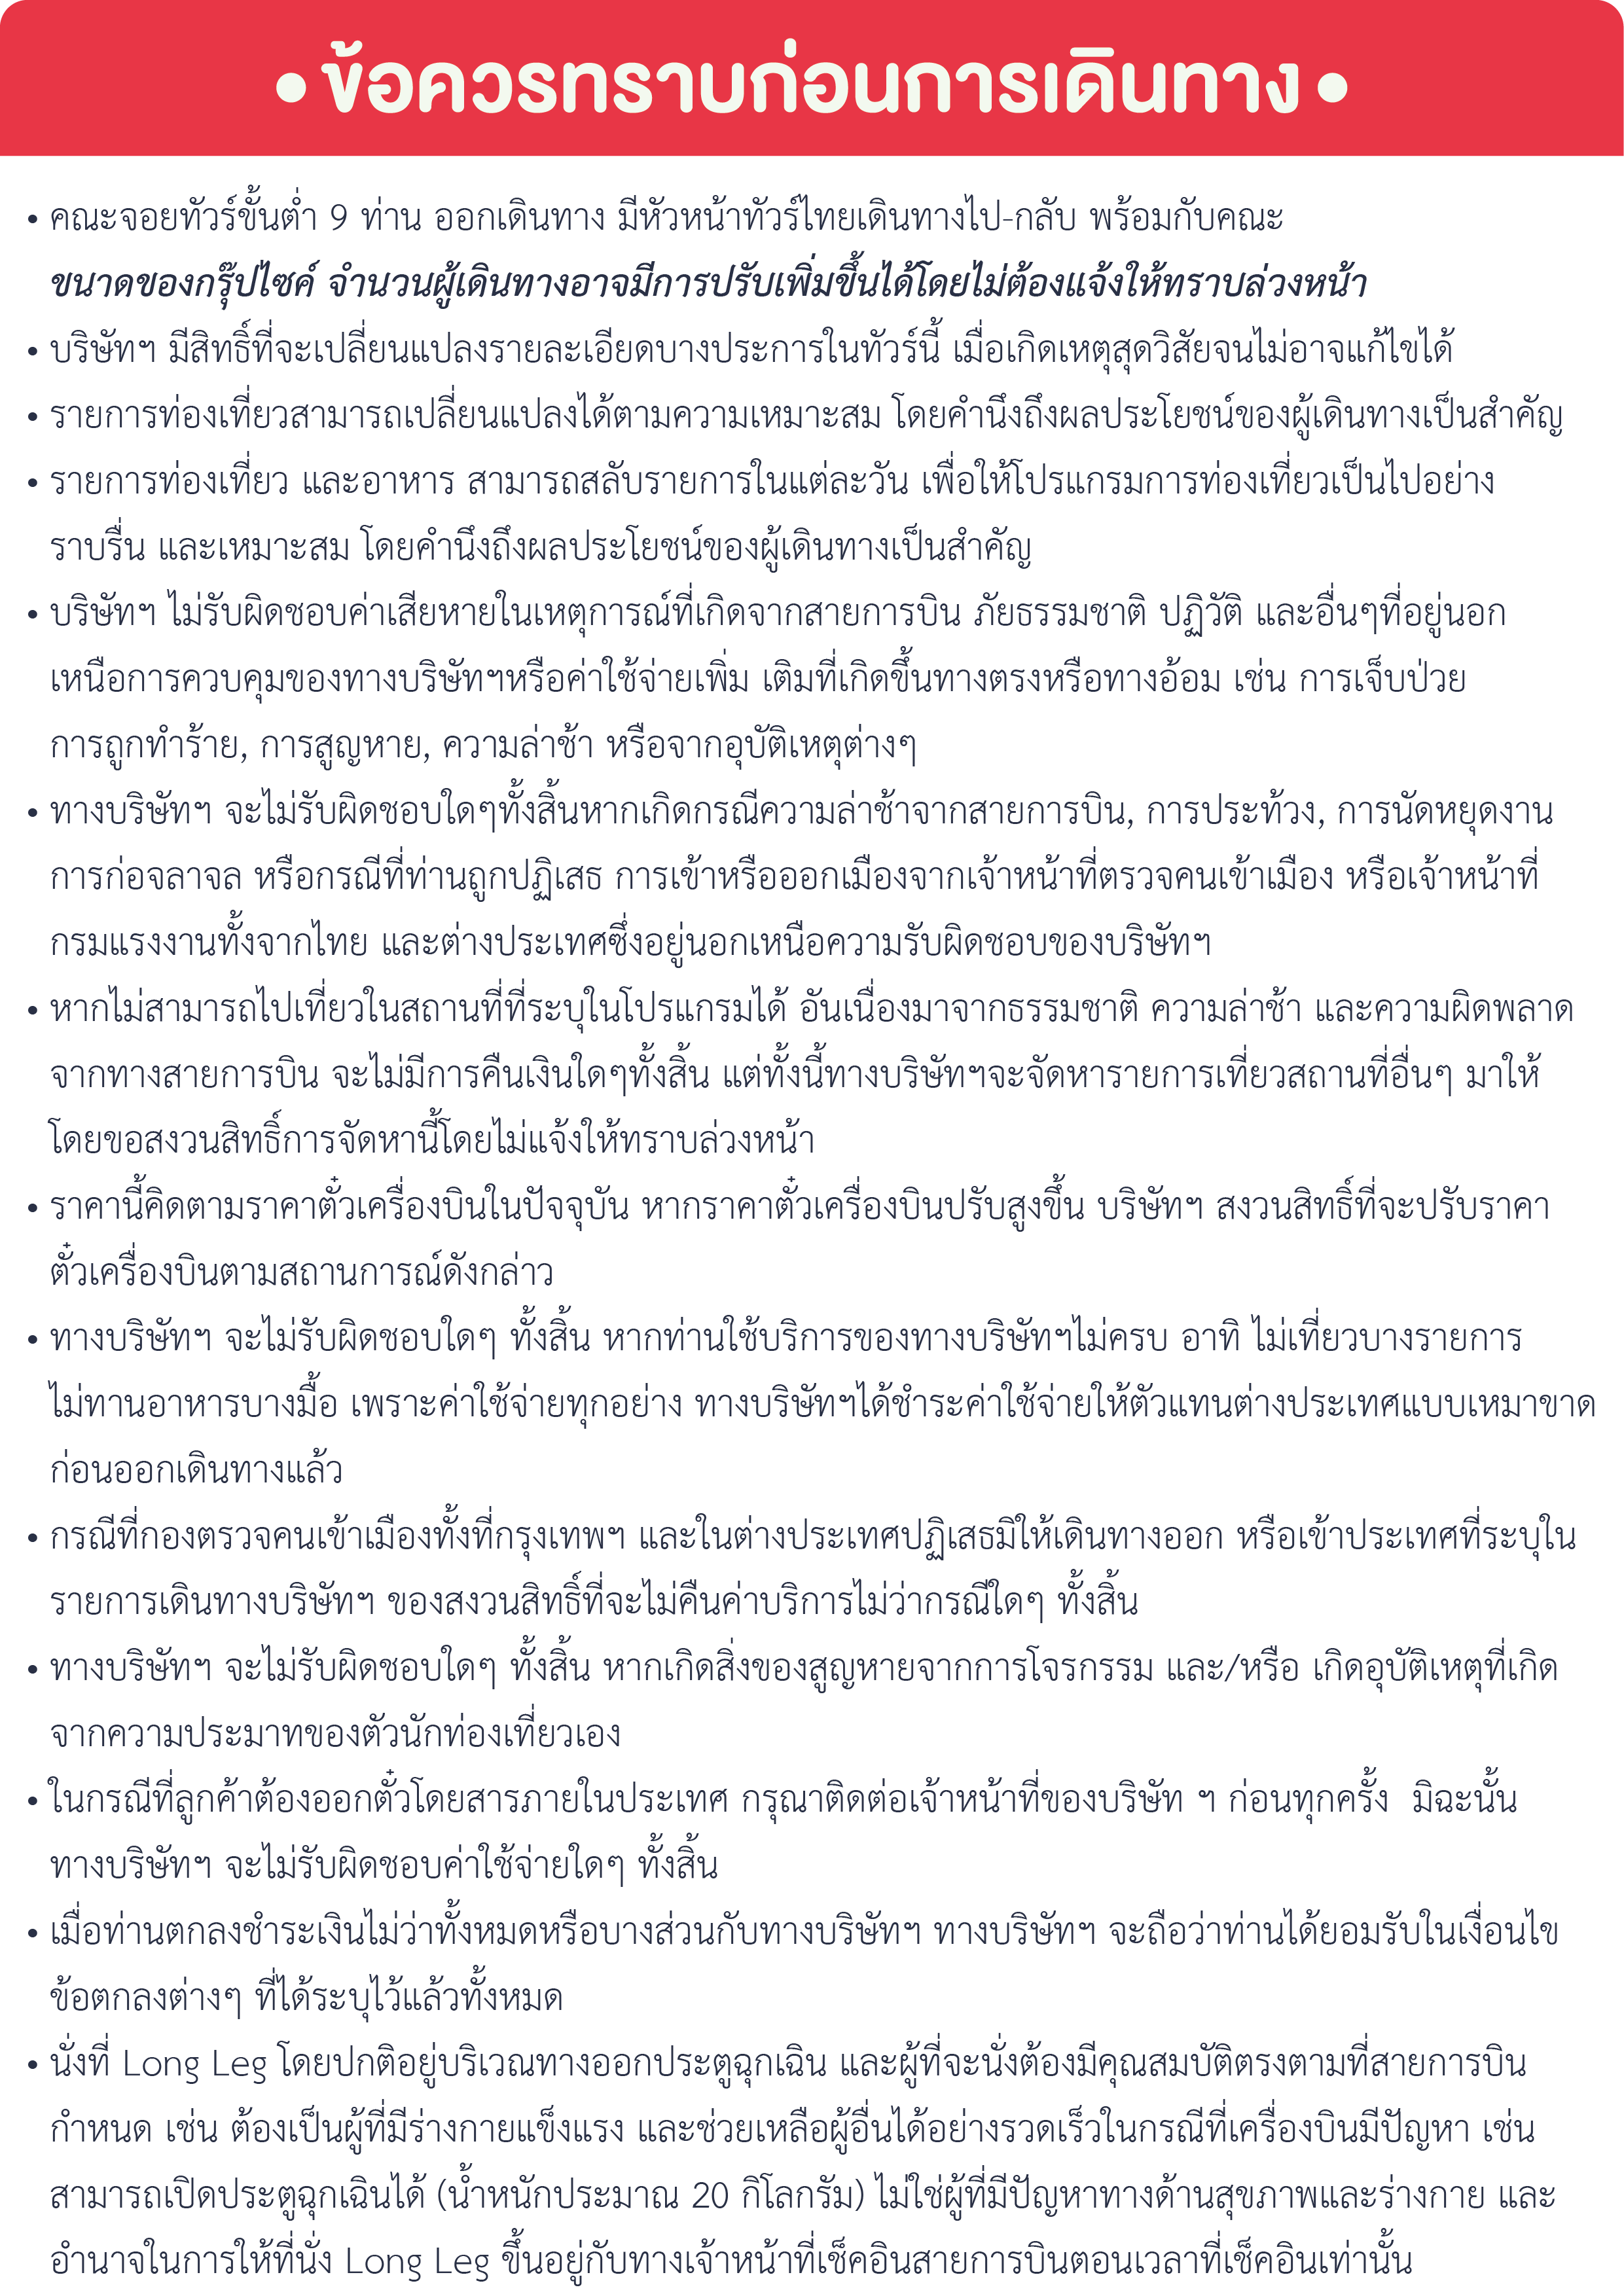 • ข้อควรทราบก่อนการเดินทาง •
• คณะจอยทัวร์ขั้นต่ำ 9 ท่าน ออกเดินทาง มีหัวหน้าทัวร์ไทยเดินทางไป-กลับ พร้อมกับคณะ
ขนาดของกรุ๊ปไซค์ จำนวนผู้เดินทางอาจมีการปรับเพิ่มขึ้นได้โดยไม่ต้องแจ้งให้ทราบล่วงหน้า
• บริษัทฯ มีสิทธิ์ที่จะเปลี่ยนแปลงรายละเอียดบางประการในทัวร์นี้ เมื่อเกิดเหตุสุดวิสัยจนไม่อาจแก้ไขได้
• รายการท่องเที่ยวสามารถเปลี่ยนแปลงได้ตามความเหมาะสม โดยคำนึงถึงผลประโยชน์ของผู้เดินทางเป็นสำคัญ
• รายการท่องเที่ยว และอาหาร สามารถสลับรายการในแต่ละวัน เพื่อให้โปรแกรมการท่องเที่ยวเป็นไปอย่าง
ราบรื่น และเหมาะสม โดยคำนึงถึงผลประโยชน์ของผู้เดินทางเป็นสำคัญ
• บริษัทฯ ไม่รับผิดชอบค่าเสียหายในเหตุการณ์ที่เกิดจากสายการบิน ภัยธรรมชาติ ปฏิวัติ และอื่นๆที่อยู่นอก
เหนือการควบคุมของทางบริษัทฯหรือค่าใช้จ่ายเพิ่ม เติมที่เกิดขึ้นทางตรงหรือทางอ้อม เช่น การเจ็บป่วย
การถูกทำร้าย, การสูญหาย, ความล่าช้า หรือจากอุบัติเหตุต่างๆ
• ทางบริษัทฯ จะไม่รับผิดชอบใดๆทั้งสิ้นหากเกิดกรณีความล่าช้าจากสายการบิน, การประท้วง, การนัดหยุดงาน
การก่อจลาจล หรือกรณีที่ท่านถูกปฏิเสธ การเข้าหรือออกเมืองจากเจ้าหน้าที่ตรวจคนเข้าเมือง หรือเจ้าหน้าที่
กรมแรงงานทั้งจากไทย และต่างประเทศซึ่งอยู่นอกเหนือความรับผิดชอบของบริษัทฯ
• หากไม่สามารถไปเที่ยวในสถานที่ที่ระบุในโปรแกรมได้ อันเนื่องมาจากธรรมชาติ ความล่าช้า และความผิดพลาด
จากทางสายการบิน จะไม่มีการคืนเงินใดๆทั้งสิ้น แต่ทั้งนี้ทางบริษัทฯจะจัดหารายการเที่ยวสถานที่อื่นๆ มาให้
โดยขอสงวนสิทธิ์การจัดหานี้โดยไม่แจ้งให้ทราบล่วงหน้า
• ราคานี้คิดตามราคาตั๋วเครื่องบินในปัจจุบัน หากราคาตั๋วเครื่องบินปรับสูงขึ้น บริษัทฯ สงวนสิทธิ์ที่จะปรับราคา
ตั๋วเครื่องบินตามสถานการณ์ดังกล่าว
• ทางบริษัทฯ จะไม่รับผิดชอบใดๆ ทั้งสิ้น หากท่านใช้บริการของทางบริษัทฯไม่ครบ อาทิ ไม่เที่ยวบางรายการ
ไม่ทานอาหารบางมื้อ เพราะค่าใช้จ่ายทุกอย่าง ทางบริษัทฯได้ชำระค่าใช้จ่ายให้ตัวแทนต่างประเทศแบบเหมาขาด
ก่อนออกเดินทางแล้ว
• กรณีที่กองตรวจคนเข้าเมืองทั้งที่กรุงเทพฯ และในต่างประเทศปฏิเสธมิให้เดินทางออก หรือเข้าประเทศที่ระบุใน
รายการเดินทางบริษัทฯ ของสงวนสิทธิ์ที่จะไม่คืนค่าบริการไม่ว่ากรณีใดๆ ทั้งสิ้น
• ทางบริษัทฯ จะไม่รับผิดชอบใดๆ ทั้งสิ้น หากเกิดสิ่งของสูญหายจากการโจรกรรม และ/หรือ เกิดอุบัติเหตุที่เกิด
จากความประมาทของตัวนักท่องเที่ยวเอง
• ในกรณีที่ลูกค้าต้องออกตั๋วโดยสารภายในประเทศ กรุณาติดต่อเจ้าหน้าที่ของบริษัท ฯ ก่อนทุกครั้ง มิฉะนั้น
ทางบริษัทฯ จะไม่รับผิดชอบค่าใช้จ่ายใดๆ ทั้งสิ้น
• เมื่อท่านตกลงชำระเงินไม่ว่าทั้งหมดหรือบางส่วนกับทางบริษัทฯ ทางบริษัทฯ จะถือว่าท่านได้ยอมรับในเงื่อนไข
ข้อตกลงต่างๆ ที่ได้ระบุไว้แล้วทั้งหมด
• นั่งที่ Long Leg โดยปกติอยู่บริเวณทางออกประตูฉุกเฉิน และผู้ที่จะนั่งต้องมีคุณสมบัติตรงตามที่สายการบิน
กำหนด เช่น ต้องเป็นผู้ที่มีร่างกายแข็งแรง และช่วยเหลือผู้อื่นได้อย่างรวดเร็วในกรณีที่เครื่องบินมีปัญหา เช่น
สามารถเปิดประตูฉุกเฉินได้ (น้ำหนักประมาณ 20 กิโลกรัม) ไม่ใช่ผู้ที่มีปัญหาทางด้านสุขภาพและร่างกาย และ
อำนาจในการให้ที่นั่ง Long Leg ขึ้นอยู่กับทางเจ้าหน้าที่เช็คอินสายการบินตอนเวลาที่เช็คอินเท่านั้น